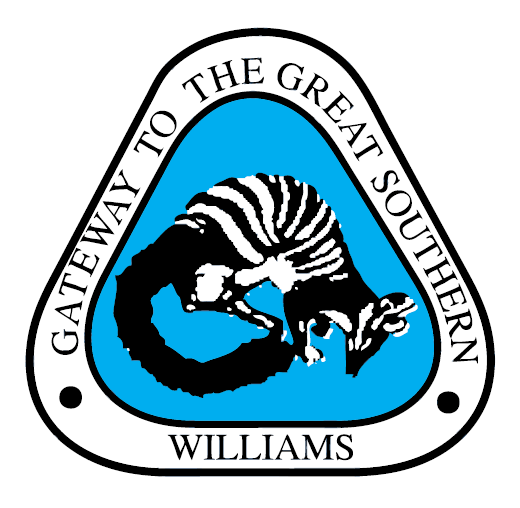 GATEWAY TO THE GREAT SOUTHERN
WILLIAMS